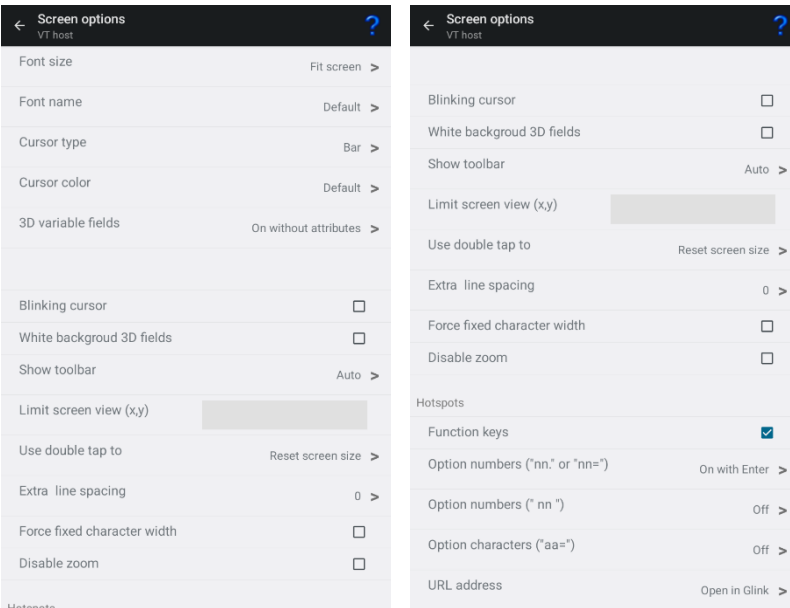 Screen options
VT host
?
Font size
Fit screen >
Font name
Default >
Cursor type
Bar >
Cursor color
Default >
3D variable fields
On without attributes >
Blinking cursor
White backgroud 3D fields
Show toolbar
Auto >
Limit screen view (x,y)
Use double tap to
Reset screen size >
Extra line spacing
0 >
Force fixed character width
Disable zoom
Hotspots
Screen options
VT host
?
Blinking cursor
White backgroud 3D fields
Show toolbar
Auto >
Limit screen view (x,y)
Use double tap to
Reset screen size >
Extra line spacing
0 >
Force fixed character width
Disable zoom
Hotspots
Function keys
Option numbers ("nn." or "nn=")
On with Enter >
Option numbers (" nn ")
Off >
Option characters ("aa=")
Off >
URL address
Open in Glink >